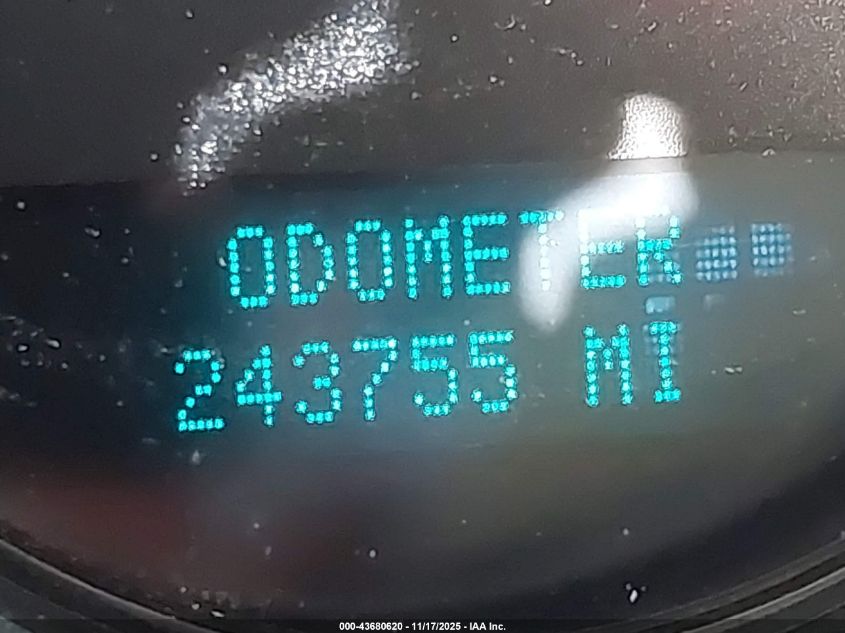 ODOMETER
243755 MI
000-43680620 - 11/17/2025 - IAA Inc.